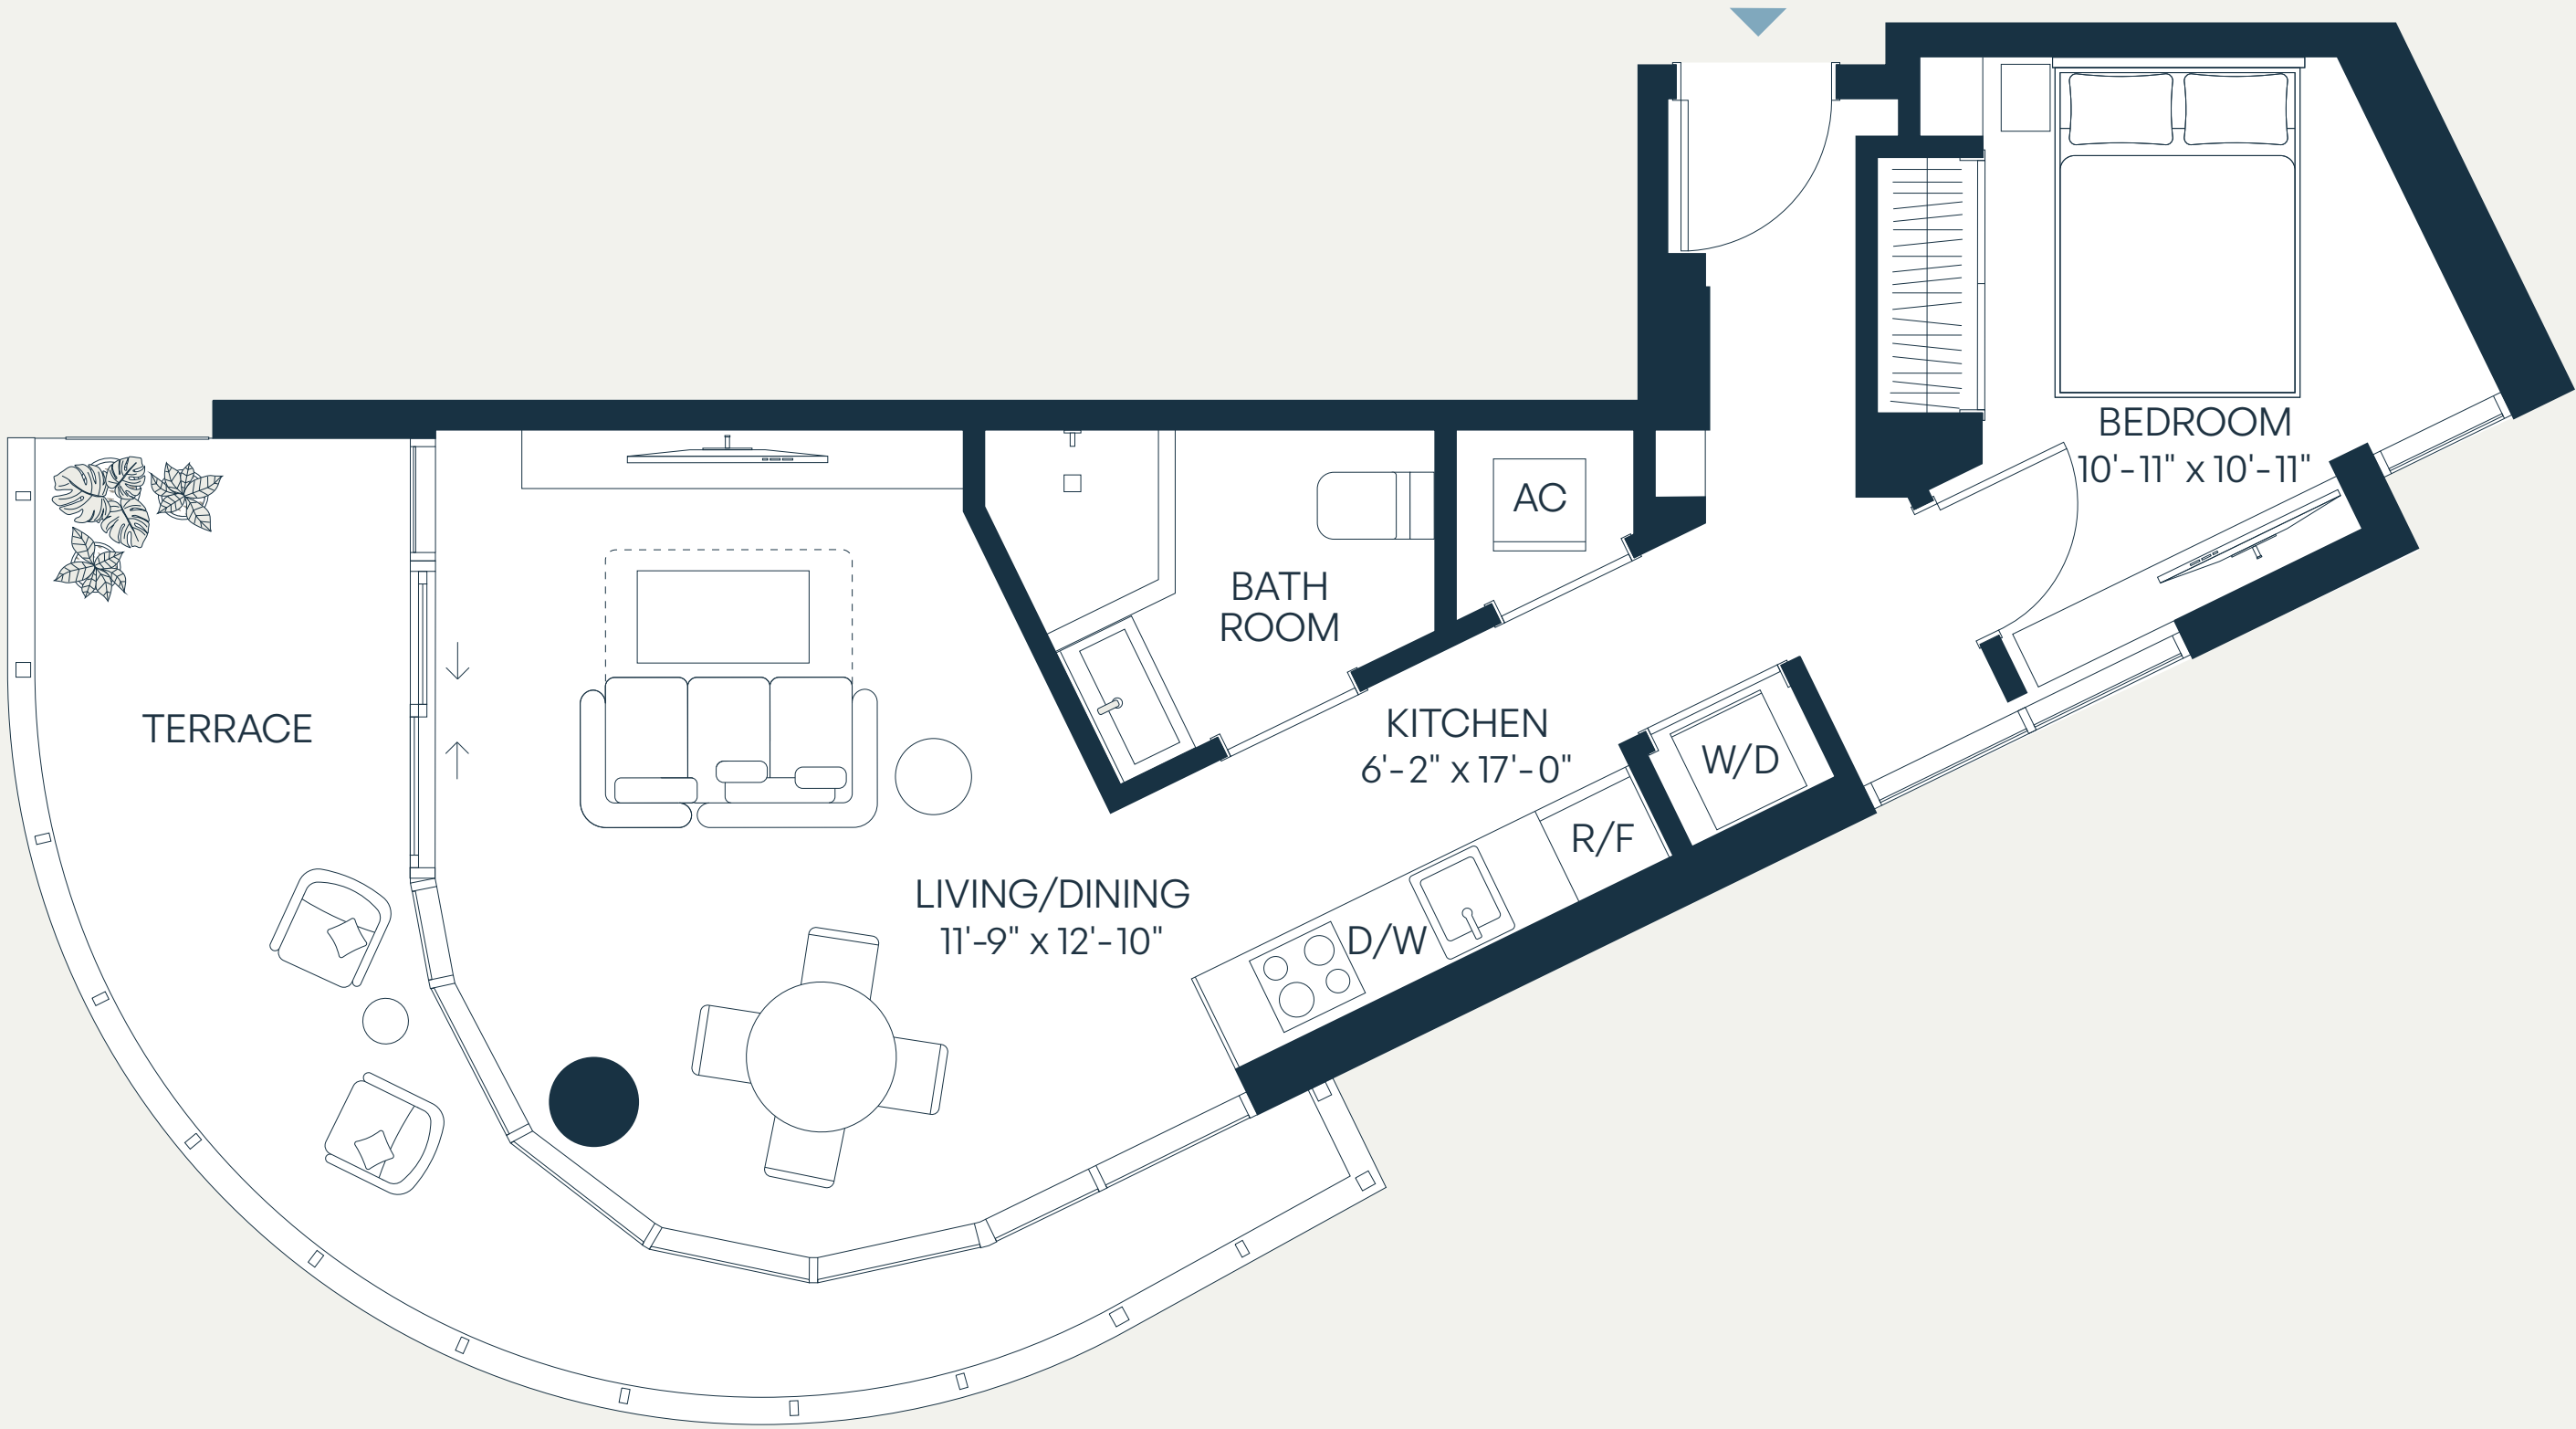 BEDROOM
10'-11" x 10'-11"
AC
BATH
ROOM
KITCHEN
6'-2" x 17'-0"
W/D
TERRACE
R/F
LIVING/DINING
11'-9" x 12'-10"
D/W